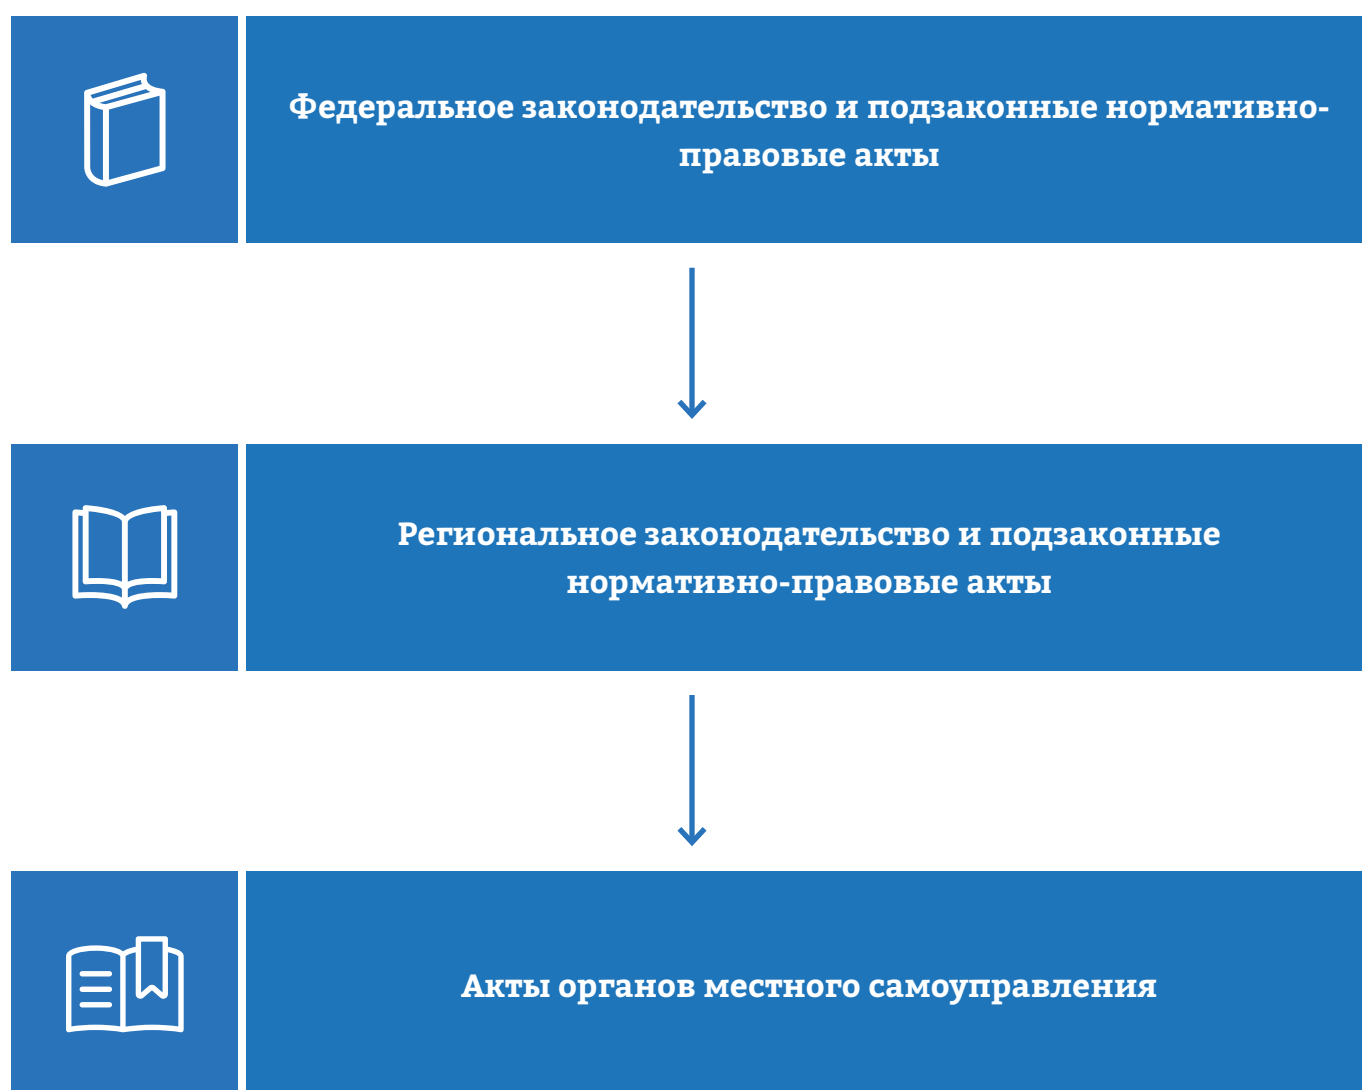 Федеральное законодательство и подзаконные нормативно-
правовые акты
Региональное законодательство и подзаконные
нормативно-правовые акты
Акты органов местного самоуправления